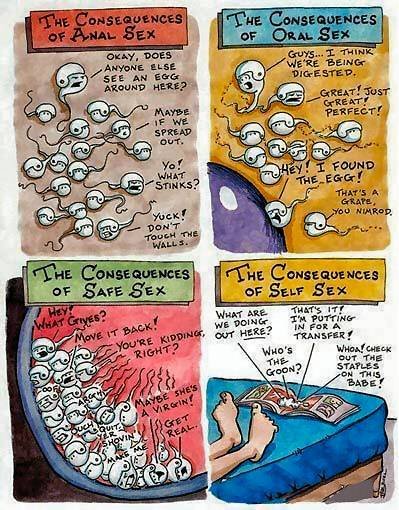 THE CONSEQUENCES
OF ANAL SEX
OKAY, DOES
ANYONE ELSE
SEE AN EGG
AROUND HERE?
MAYBE
IF WE
SPREAD
OUT.
YO!
WHAT
STINKS?
YUCK!
DON'T
TOUCH THE
WALLS.
THE CONSEQUENCES
OF ORAL SEX
GUYS... I THINK
WE'RE BEING
DIGESTED.
GREAT! JUST
GREAT!
PERFECT!
HEY! I FOUND
THE EGG!
THAT'S A
GRAPE,
YOU NIMROD.
THE CONSEQUENCES
OF SAFE SEX
HEY!
WHAT GIVES?
MOVE IT BACK!
YOU'RE KIDDING,
RIGHT?
MAYBE SHE'S
A VIRGIN!
GET
REAL.
OUCH
QUIT
YER
SHOVIN'
MAKE ME
THE CONSEQUENCES
OF SELF SEX
WHAT ARE
WE DOING
OUT HERE?
THAT'S IT!
I'M PUTTING
IN FOR A
TRANSFER!
WHO'S
THE
GOON?
WHOA! CHECK
OUT THE
STAPLES
ON THIS
BABE!